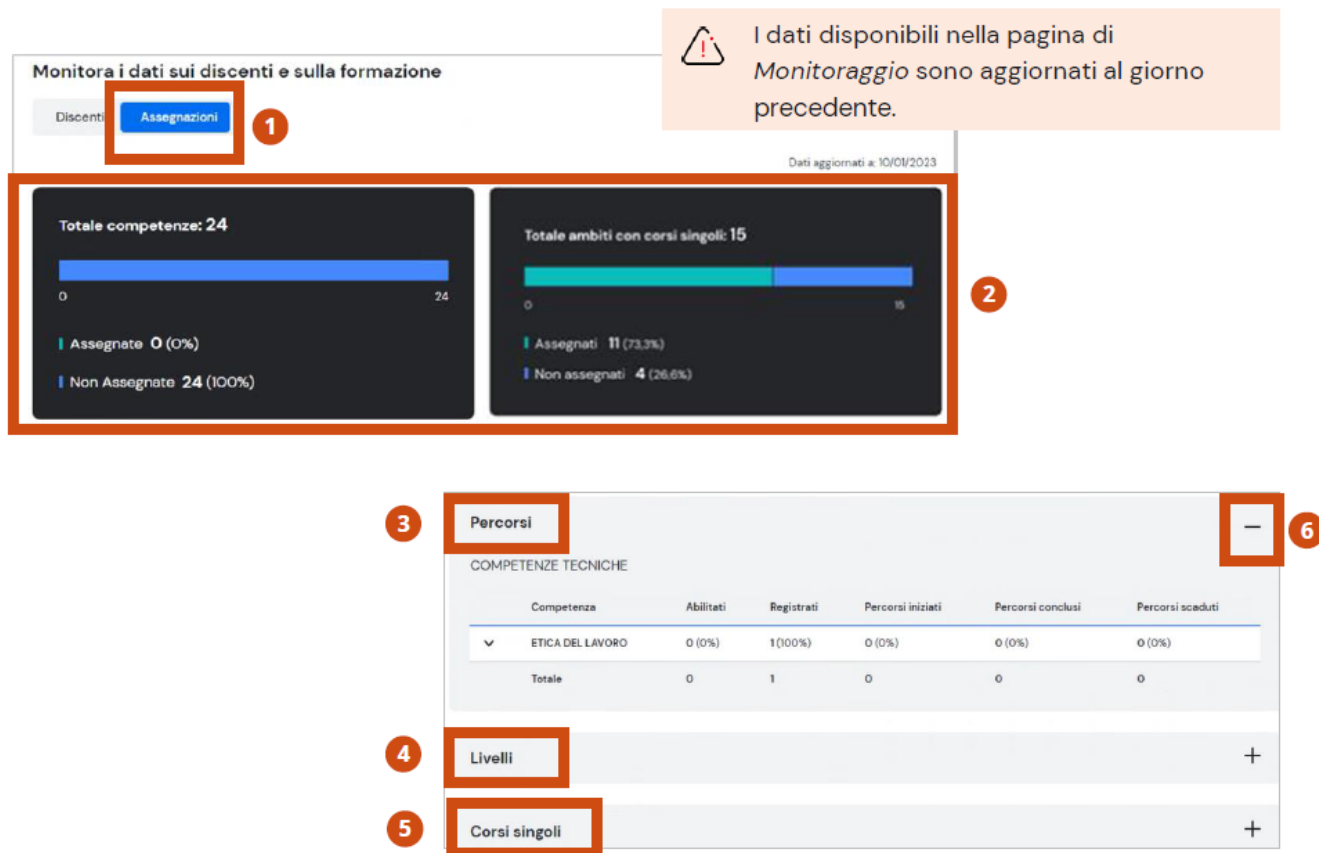 I dati disponibili nella pagina di
Monitoraggio sono aggiornati al giorno
precedente.
Monitora i dati sui discenti e sulla formazione
Discenti Assegnazioni
1
Dati aggiornati a: 10/01/2023
Totale competenze: 24
0 24
Assegnate 0 (0%)
Non Assegnate 24 (100%)
Totale ambiti con corsi singoli: 15
0 15
Assegnati 11 (73,3%)
Non assegnati 4 (26,6%)
2
3
Percorsi
6
COMPETENZE TECNICHE
Competenza Abilitati Registrati Percorsi iniziati Percorsi conclusi Percorsi scaduti
ETICA DEL LAVORO 0 (0%) 1 (100%) 0 (0%) 0 (0%) 0 (0%)
Totale 0 1 0 0 0
4
Livelli
5
Corsi singoli